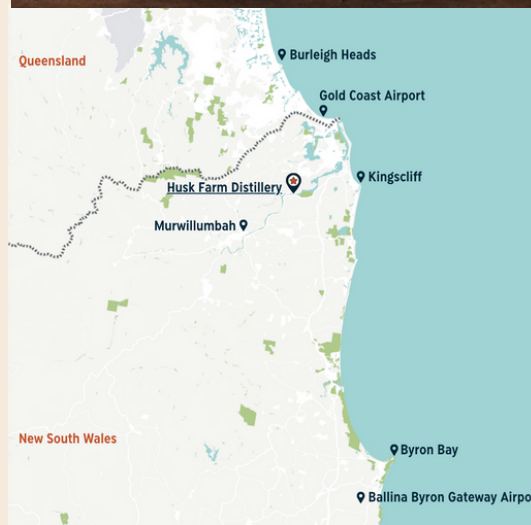 Burleigh Heads
Queensland
Gold Coast Airport
Kingscliff
Husk Farm Distillery
Murwillumbah
New South Wales
Byron Bay
Ballina Byron Gateway Airpo